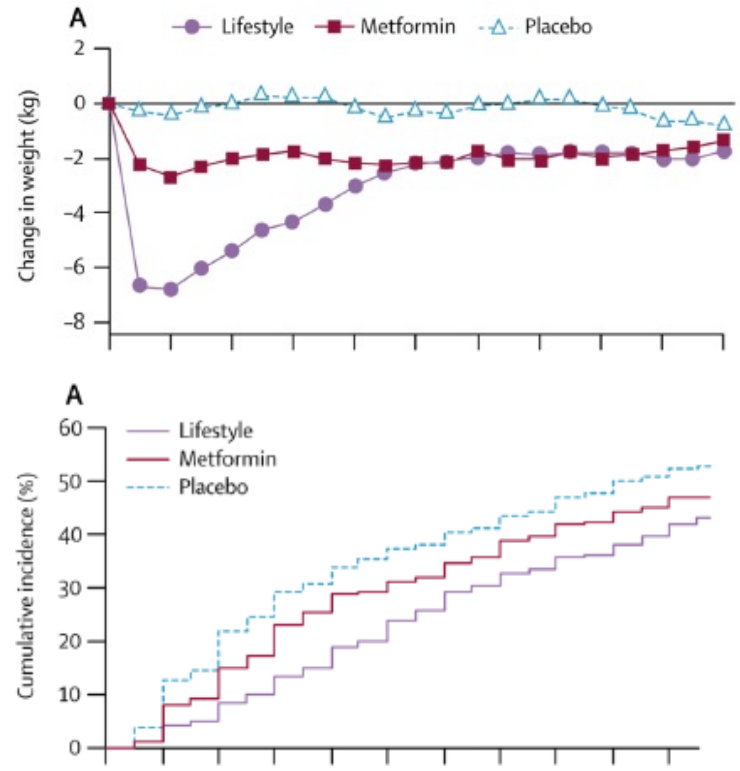 A
Lifestyle Metformin Placebo
Change in weight (kg)
2
0
−2
−4
−6
−8
A
Lifestyle
Metformin
Placebo
Cumulative incidence (%)
60
50
40
30
20
10
0